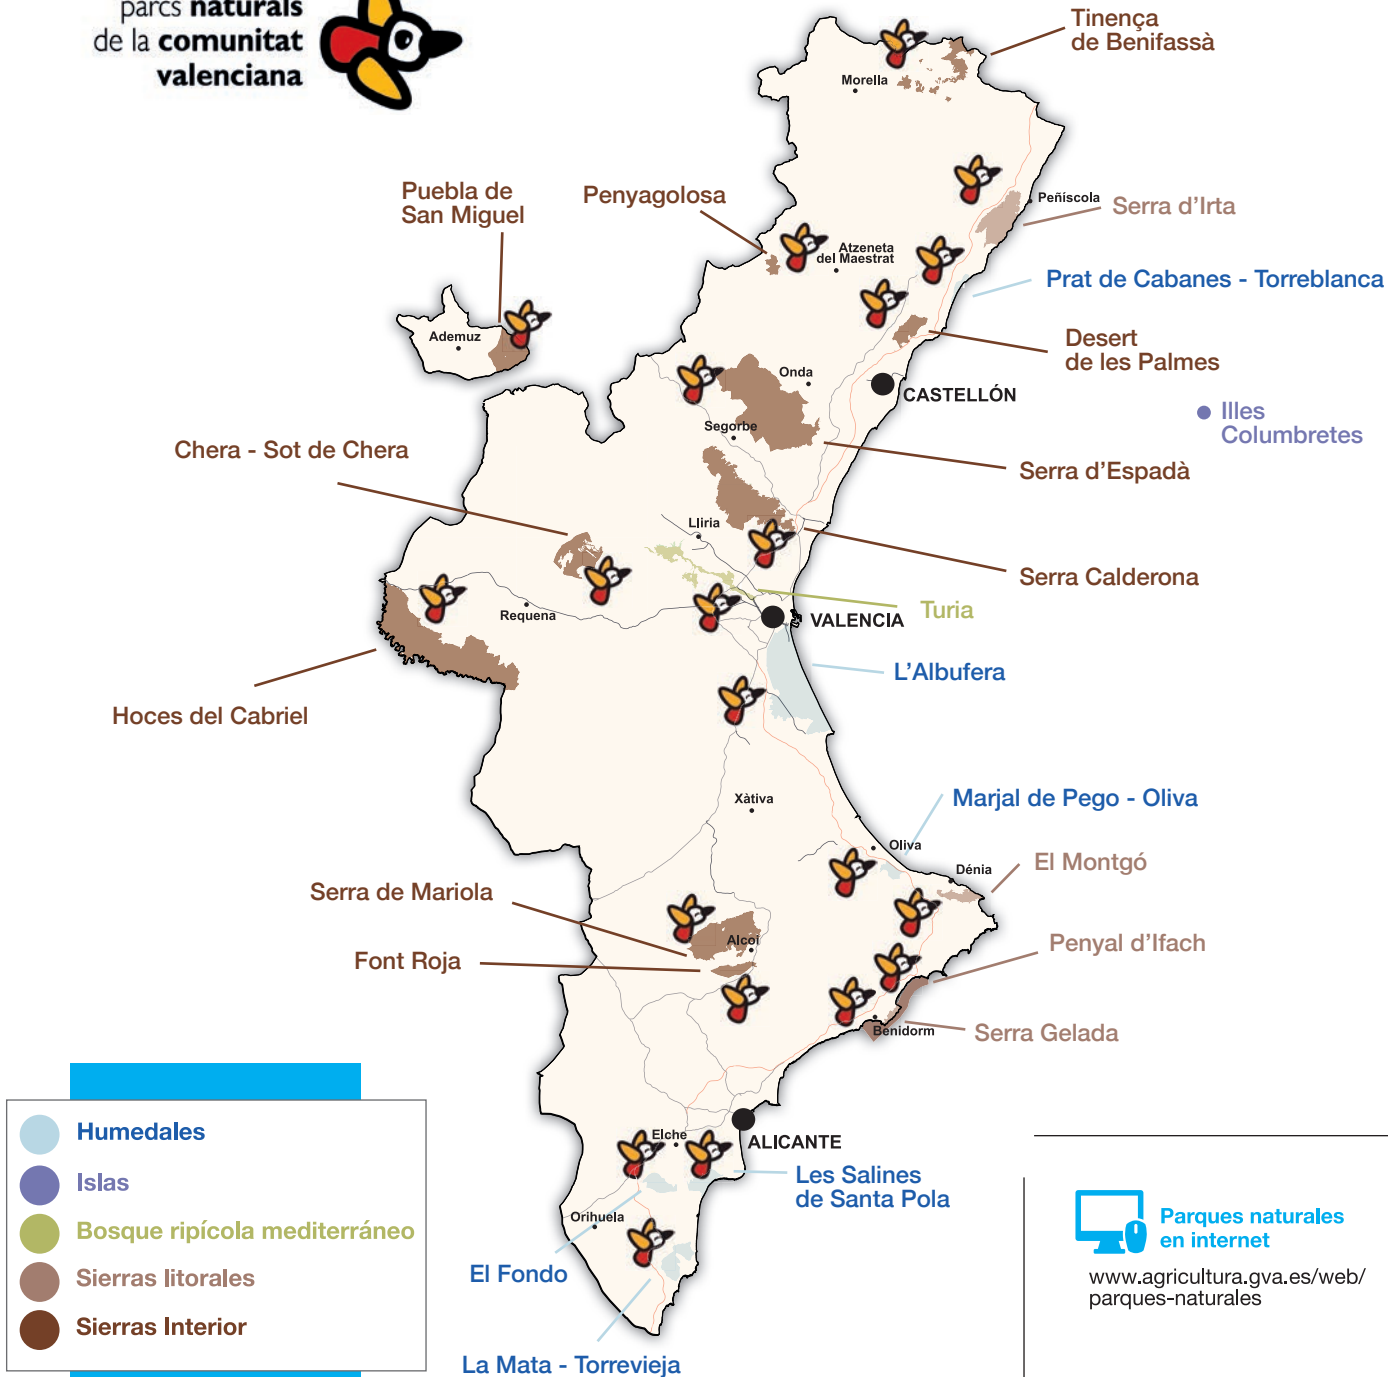 parcs naturals
de la comunitat
valenciana
Tinença
de Benifassà
Morella
Puebla de
San Miguel
Penyagolosa
Peñíscola
Serra d'Irta
Atzeneta
del Maestrat
Prat de Cabanes - Torreblanca
Ademuz
Desert
de les Palmes
Onda
CASTELLÓN
Illes
Columbretes
Segorbe
Chera - Sot de Chera
Serra d'Espadà
Lliria
Serra Calderona
Requena
Turia
VALENCIA
L'Albufera
Hoces del Cabriel
Xàtiva
Marjal de Pego - Oliva
Oliva
Dénia
El Montgó
Serra de Mariola
Alcoi
Penyal d'Ifach
Font Roja
Benidorm
Serra Gelada
Elche
ALICANTE
Les Salines
de Santa Pola
Orihuela
El Fondo
La Mata - Torrevieja
Humedales
Islas
Bosque ripícola mediterráneo
Sierras litorales
Sierras Interior
Parques naturales
en internet
www.agricultura.gva.es/web/
parques-naturales